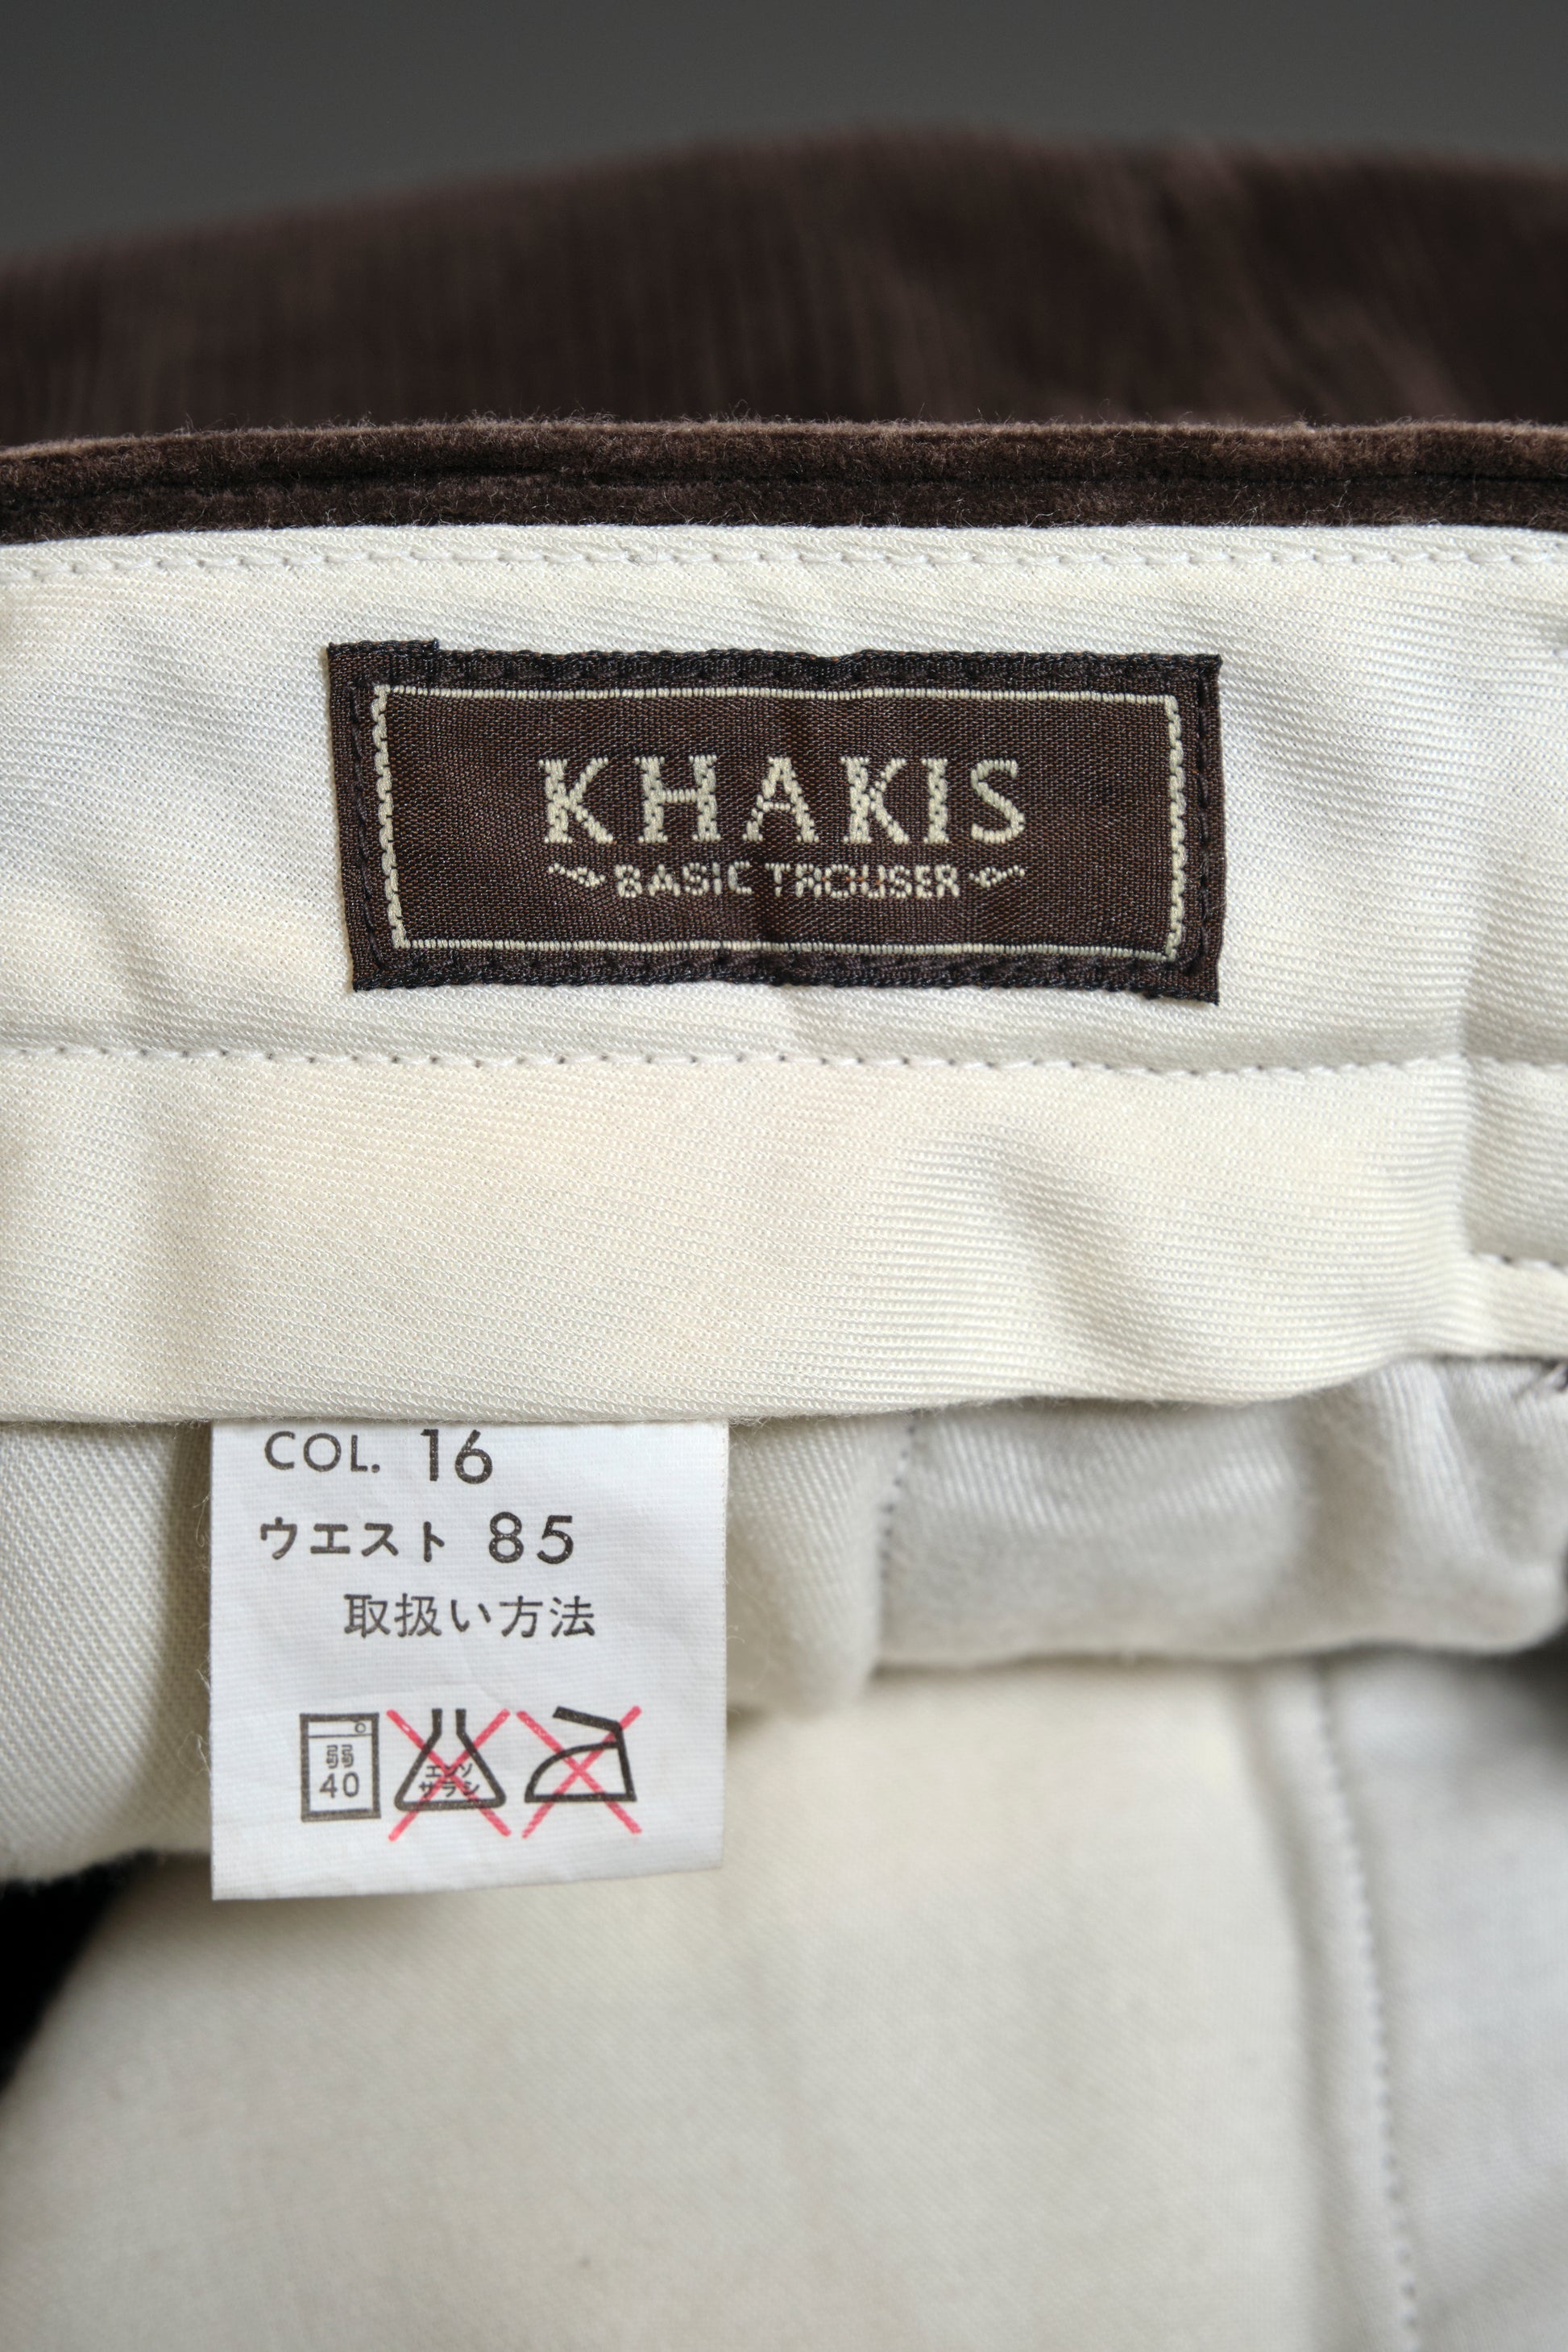 KHAKIS
BASIC TROUSER
COL. 16
ウエスト 85
取扱い方法
弱
40
エンソ
サラシ